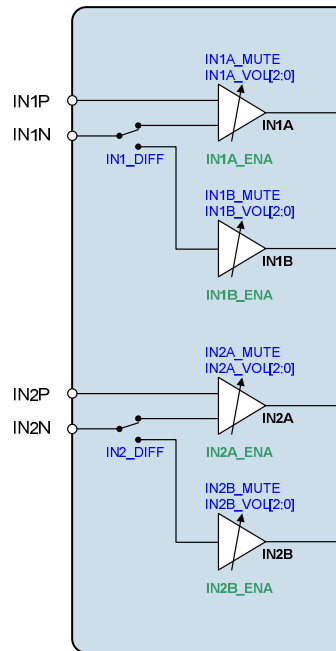 IN1A_MUTE
IN1A_VOL[2:0]
IN1P
IN1N
IN1A
IN1_DIFF
IN1A_ENA
IN1B_MUTE
IN1B_VOL[2:0]
IN1B
IN1B_ENA
IN2A_MUTE
IN2A_VOL[2:0]
IN2P
IN2N
IN2A
IN2_DIFF
IN2A_ENA
IN2B_MUTE
IN2B_VOL[2:0]
IN2B
IN2B_ENA